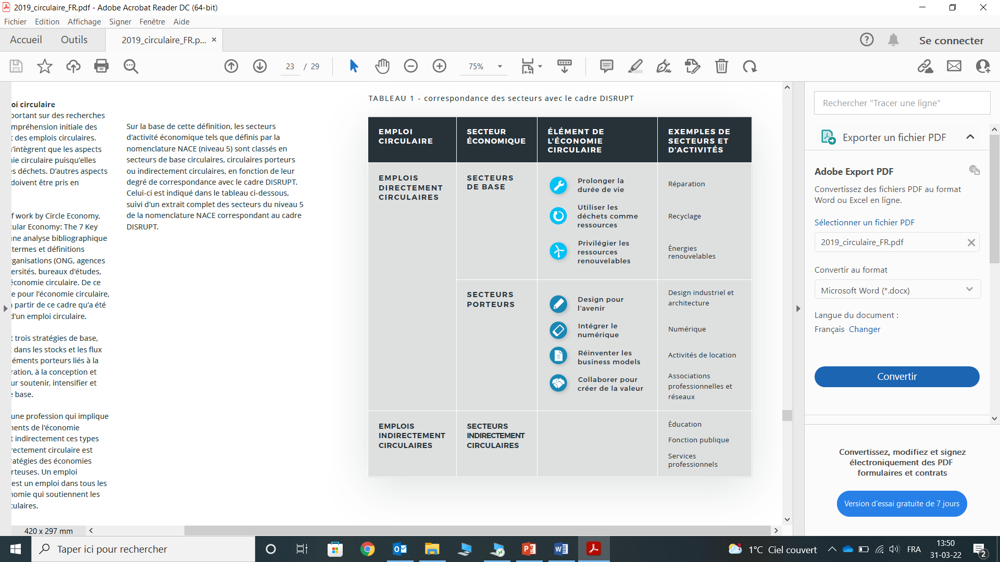 2019_circulaire_FR.pdf - Adobe Acrobat Reader DC (64-bit)
Fichier Edition Affichage Signer Fenêtre Aide
Accueil Outils 2019_circulaire_FR.p... Se connecter
23 / 29 75%
oi circulaire
portant sur des recherches
mpréhension initiale des
t des emplois circulaires.
n’intègrent que les aspects
nie circulaire puisqu’elles
s déchets. D’autres aspects
doivent être pris en
f work by Circle Economy,
cular Economy: The 7 Key
une analyse bibliographique
termes et définitions
rganisations (ONG, agences
ersités, bureaux d’études,
économie circulaire. De ce
e pour l’économie circulaire,
à partir de ce cadre qu’a été
d’un emploi circulaire.
t trois stratégies de base,
t dans les stocks et les flux
éments porteurs liés à la
ration, à la conception et
ur soutenir, intensifier et
e base.
une profession qui implique
nents de l’économie
t indirectement ces types
rectement circulaire est
ratégies des économies
rteuses. Un emploi
est un emploi dans tous les
nomie qui soutiennent les
culaires.
Sur la base de cette définition, les secteurs
d’activité économique tels que définis par la
nomenclature NACE (niveau 5) sont classés en
secteurs de base circulaires, circulaires porteurs
ou indirectement circulaires, en fonction de leur
degré de correspondance avec le cadre DISRUPT.
Celui-ci est indiqué dans le tableau ci-dessous,
suivi d’un extrait complet des secteurs du niveau 5
de la nomenclature NACE correspondant au cadre
DISRUPT.
TABLEAU 1 - correspondance des secteurs avec le cadre DISRUPT
EMPLOI
CIRCULAIRE
SECTEUR
ÉCONOMIQUE
ÉLÉMENT DE
L’ÉCONOMIE
CIRCULAIRE
EXEMPLES DE
SECTEURS ET
D’ACTIVITÉS
EMPLOIS
DIRECTEMENT
CIRCULAIRES
SECTEURS
DE BASE
Prolonger la
durée de vie
Réparation
Utiliser les
déchets comme
ressources
Recyclage
Privilégier les
ressources
renouvelables
Énergies
renouvelables
SECTEURS
PORTEURS
Design pour
l’avenir
Design industriel et
architecture
Intégrer le
numérique
Numérique
Réinventer les
business models
Activités de location
Collaborer pour
créer de la valeur
Associations
professionnelles et
réseaux
EMPLOIS
INDIRECTEMENT
CIRCULAIRES
SECTEURS
INDIRECTEMENT
CIRCULAIRES
Éducation
Fonction publique
Services
professionnels
Rechercher "Tracer une ligne"
Exporter un fichier PDF
Adobe Export PDF
Convertissez des fichiers PDF au format
Word ou Excel en ligne.
Sélectionner un fichier PDF
2019_circulaire_FR.pdf
Convertir au format
Microsoft Word (*.docx)
Langue du document :
Français Changer
Convertir
Convertissez, modifiez et signez
électroniquement des PDF
formulaires et contrats
Version d'essai gratuite de 7 jours
420 x 297 mm
Taper ici pour rechercher
1°C Ciel couvert
FRA
13:50
31-03-22
2